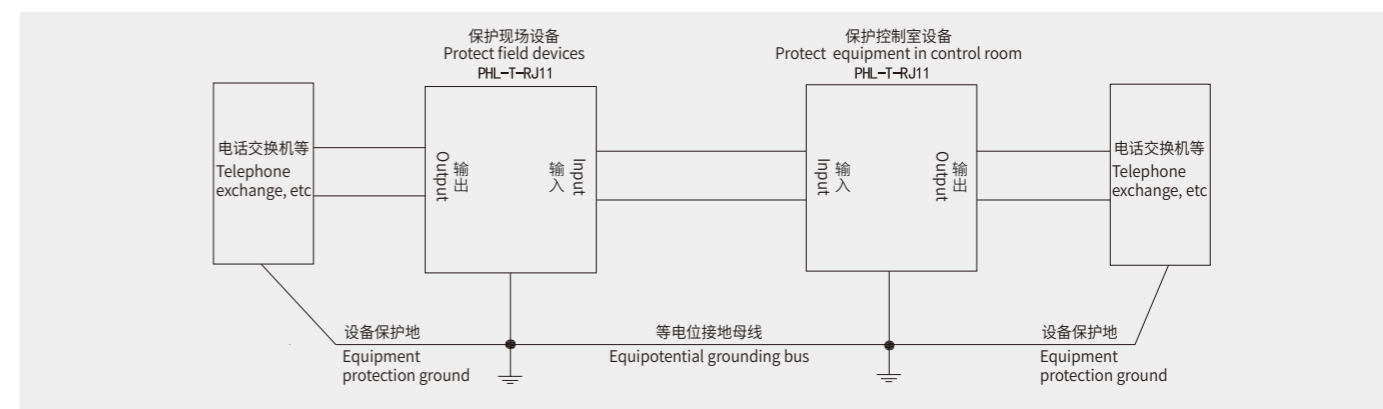 保护现场设备
Protect field devices
PHL-T-RJ11
保护控制室设备
Protect equipment in control room
PHL-T-RJ11
电话交换机等
Telephone
exchange, etc
输出
Output
输入
Input
输入
Input
输出
Output
电话交换机等
Telephone
exchange, etc
设备保护地
Equipment
protection ground
等电位接地母线
Equipotential grounding bus
设备保护地
Equipment
protection ground